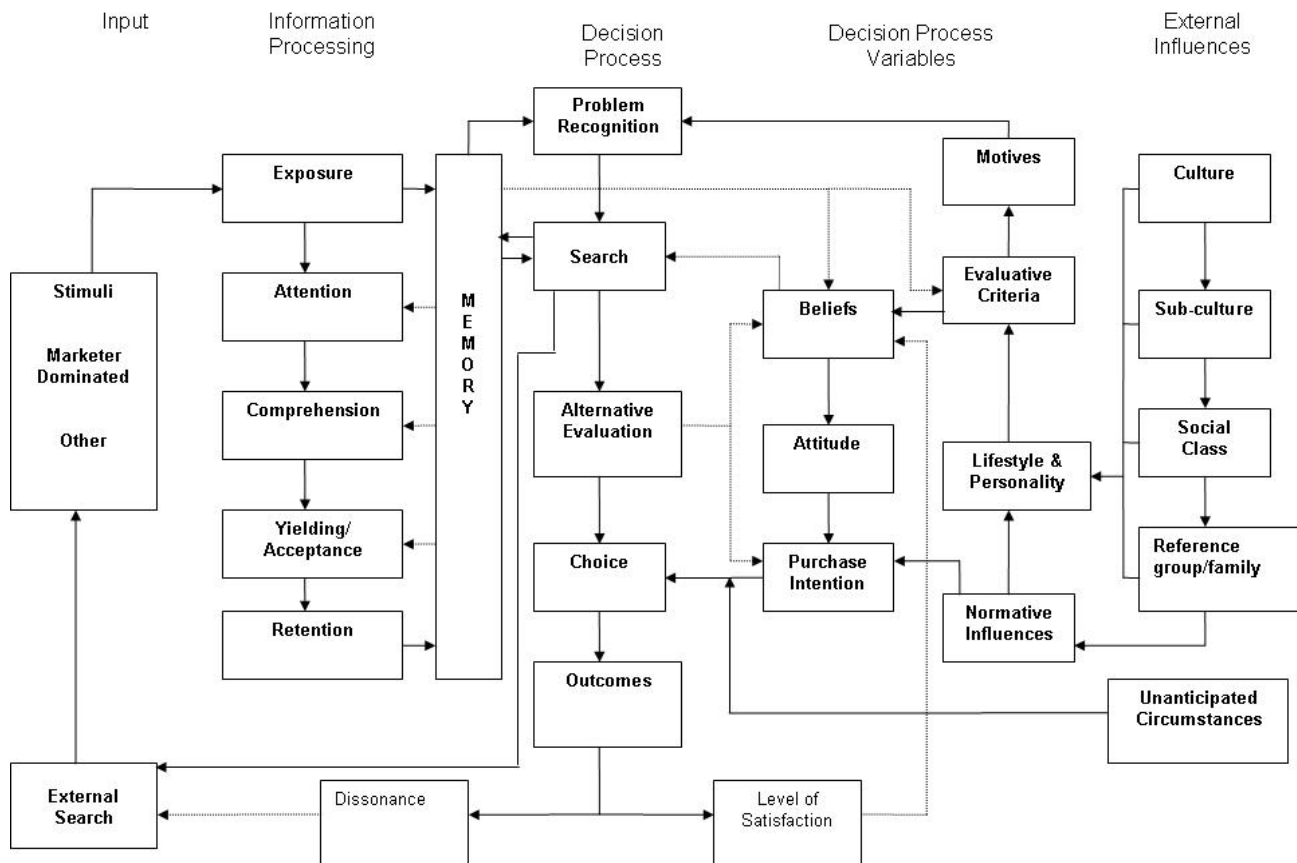 Input
Information
Processing
Decision
Process
Decision Process
Variables
External
Influences
Problem
Recognition
Exposure
Motives
Culture
Search
Stimuli
Marketer
Dominated
Other
Attention
M
E
M
O
R
Y
Beliefs
Evaluative
Criteria
Sub-culture
Comprehension
Alternative
Evaluation
Attitude
Lifestyle &
Personality
Social
Class
Yielding/
Acceptance
Choice
Purchase
Intention
Reference
group/family
Retention
Normative
Influences
Outcomes
Unanticipated
Circumstances
External
Search
Dissonance
Level of
Satisfaction